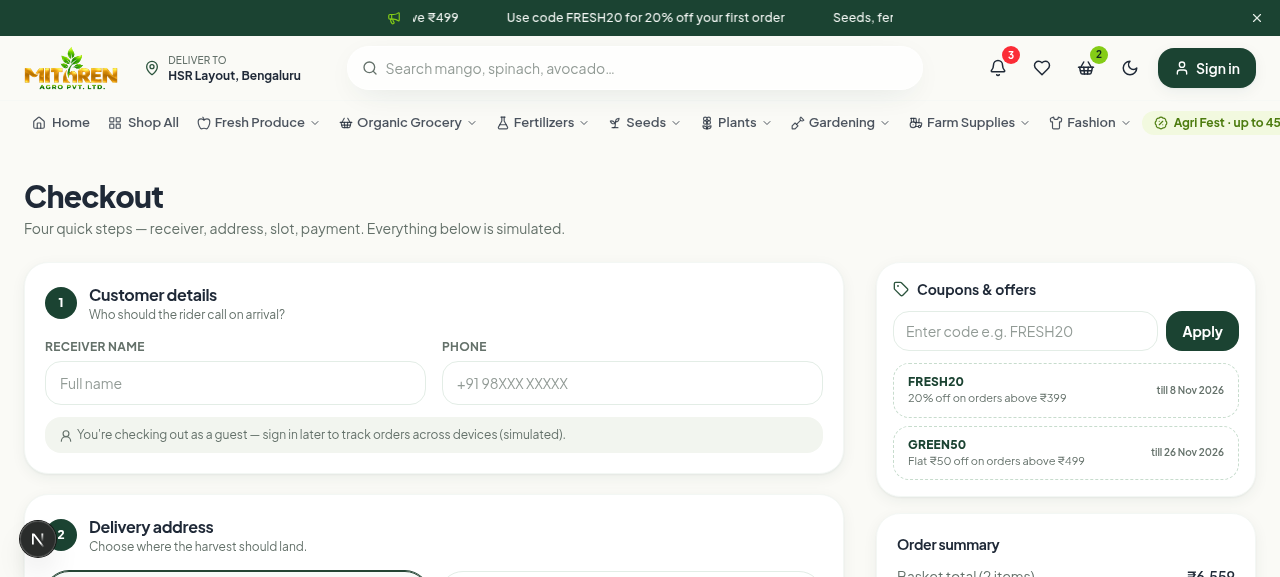 ve ₹499 Use code FRESH20 for 20% off your first order Seeds, fer
MITHREN
AGRO PVT. LTD.
DELIVER TO
HSR Layout, Bengaluru
Search mango, spinach, avocado...
3
2
Sign in
Home Shop All Fresh Produce Organic Grocery Fertilizers Seeds Plants Gardening Farm Supplies Fashion Agri Fest · up to 45
Checkout
Four quick steps — receiver, address, slot, payment. Everything below is simulated.
1
Customer details
Who should the rider call on arrival?
RECEIVER NAME PHONE
Full name +91 98XXX XXXXX
You're checking out as a guest — sign in later to track orders across devices (simulated).
2
Delivery address
Choose where the harvest should land.
N
Coupons & offers
Enter code e.g. FRESH20 Apply
FRESH20
20% off on orders above ₹399
till 8 Nov 2026
GREEN50
Flat ₹50 off on orders above ₹499
till 26 Nov 2026
Order summary
Basket total (2 items) ₹6,559